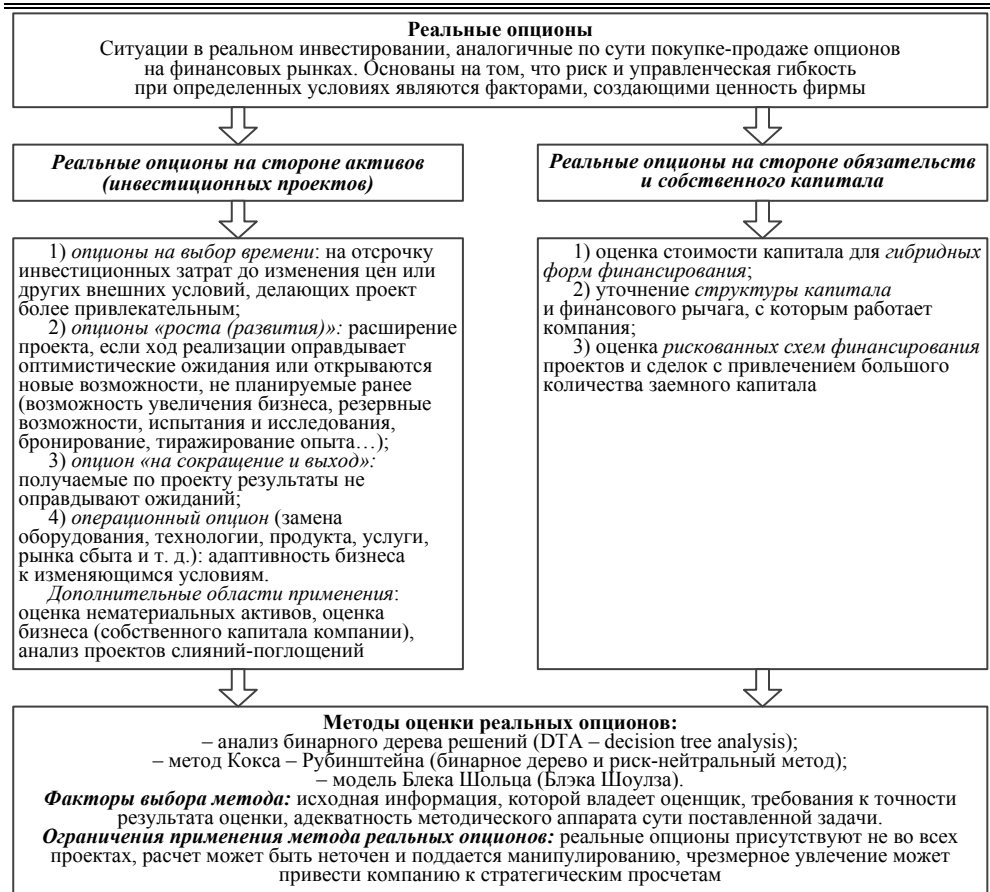 Реальные опционы
Ситуации в реальном инвестировании, аналогичные по сути покупке-продаже опционов
на финансовых рынках. Основаны на том, что риск и управленческая гибкость
при определенных условиях являются факторами, создающими ценность фирмы
Реальные опционы на стороне активов
(инвестиционных проектов)
Реальные опционы на стороне обязательств
и собственного капитала
1) опционы на выбор времени: на отсрочку
инвестиционных затрат до изменения цен или
других внешних условий, делающих проект
более привлекательным;
2) опционы «роста (развития)»: расширение
проекта, если ход реализации оправдывает
оптимистические ожидания или открываются
новые возможности, не планируемые ранее
(возможность увеличения бизнеса, резервные
возможности, испытания и исследования,
бронирование, тиражирование опыта…);
3) опцион «на сокращение и выход»:
получаемые по проекту результаты не
оправдывают ожиданий;
4) операционный опцион (замена
оборудования, технологии, продукта, услуги,
рынка сбыта и т. д.): адаптивность бизнеса
к изменяющимся условиям.
Дополнительные области применения:
оценка нематериальных активов, оценка
бизнеса (собственного капитала компании),
анализ проектов слияний-поглощений
1) оценка стоимости капитала для гибридных
форм финансирования;
2) уточнение структуры капитала
и финансового рычага, с которым работает
компания;
3) оценка рискованных схем финансирования
проектов и сделок с привлечением большого
количества заемного капитала
Методы оценки реальных опционов:
– анализ бинарного дерева решений (DTA – decision tree analysis);
– метод Кокса – Рубинштейна (бинарное дерево и риск-нейтральный метод);
– модель Блека Шольца (Блэка Шоулза).
Факторы выбора метода: исходная информация, которой владеет оценщик, требования к точности
результата оценки, адекватность методического аппарата сути поставленной задачи.
Ограничения применения метода реальных опционов: реальные опционы присутствуют не во всех
проектах, расчет может быть неточен и поддается манипулированию, чрезмерное увлечение может
привести компанию к стратегическим просчетам